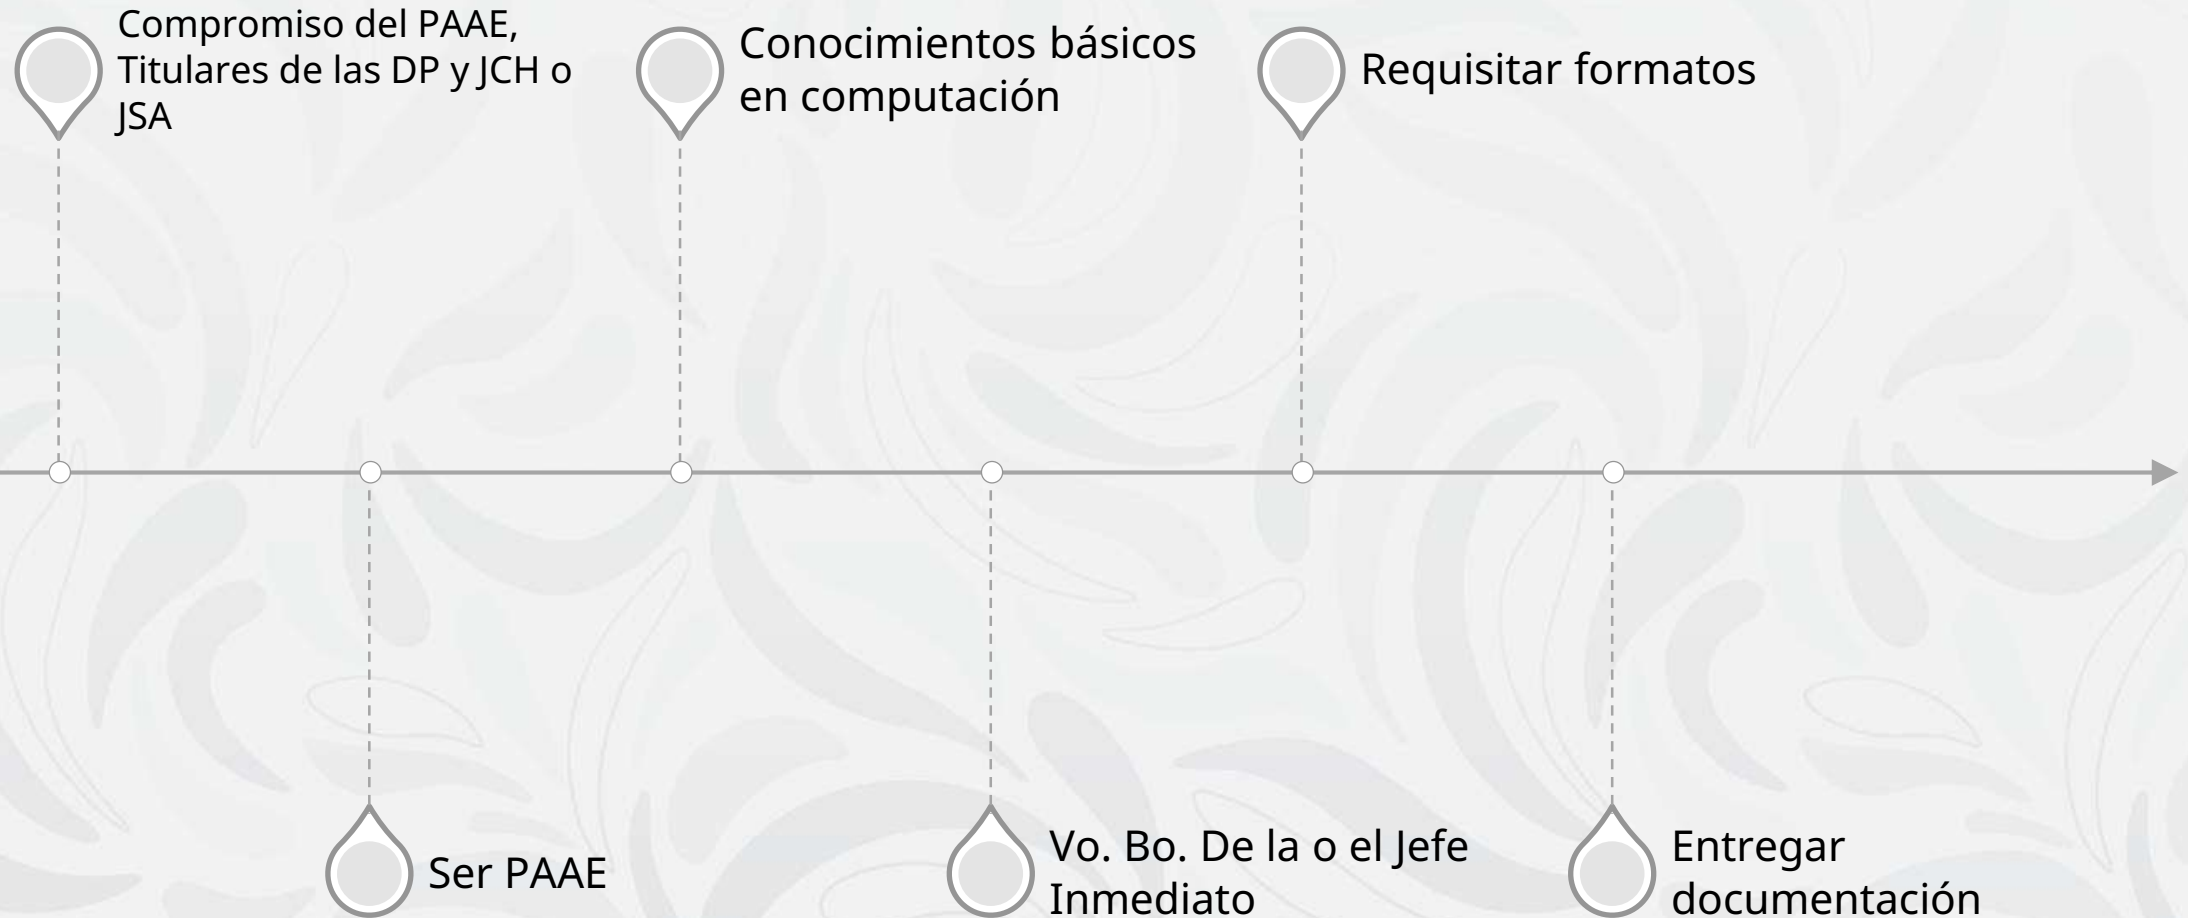 Compromiso del PAAE,
Titulares de las DP y JCH o
JSA
Conocimientos básicos
en computación
Requisitar formatos
Ser PAAE
Vo. Bo. De la o el Jefe
Inmediato
Entregar
documentación